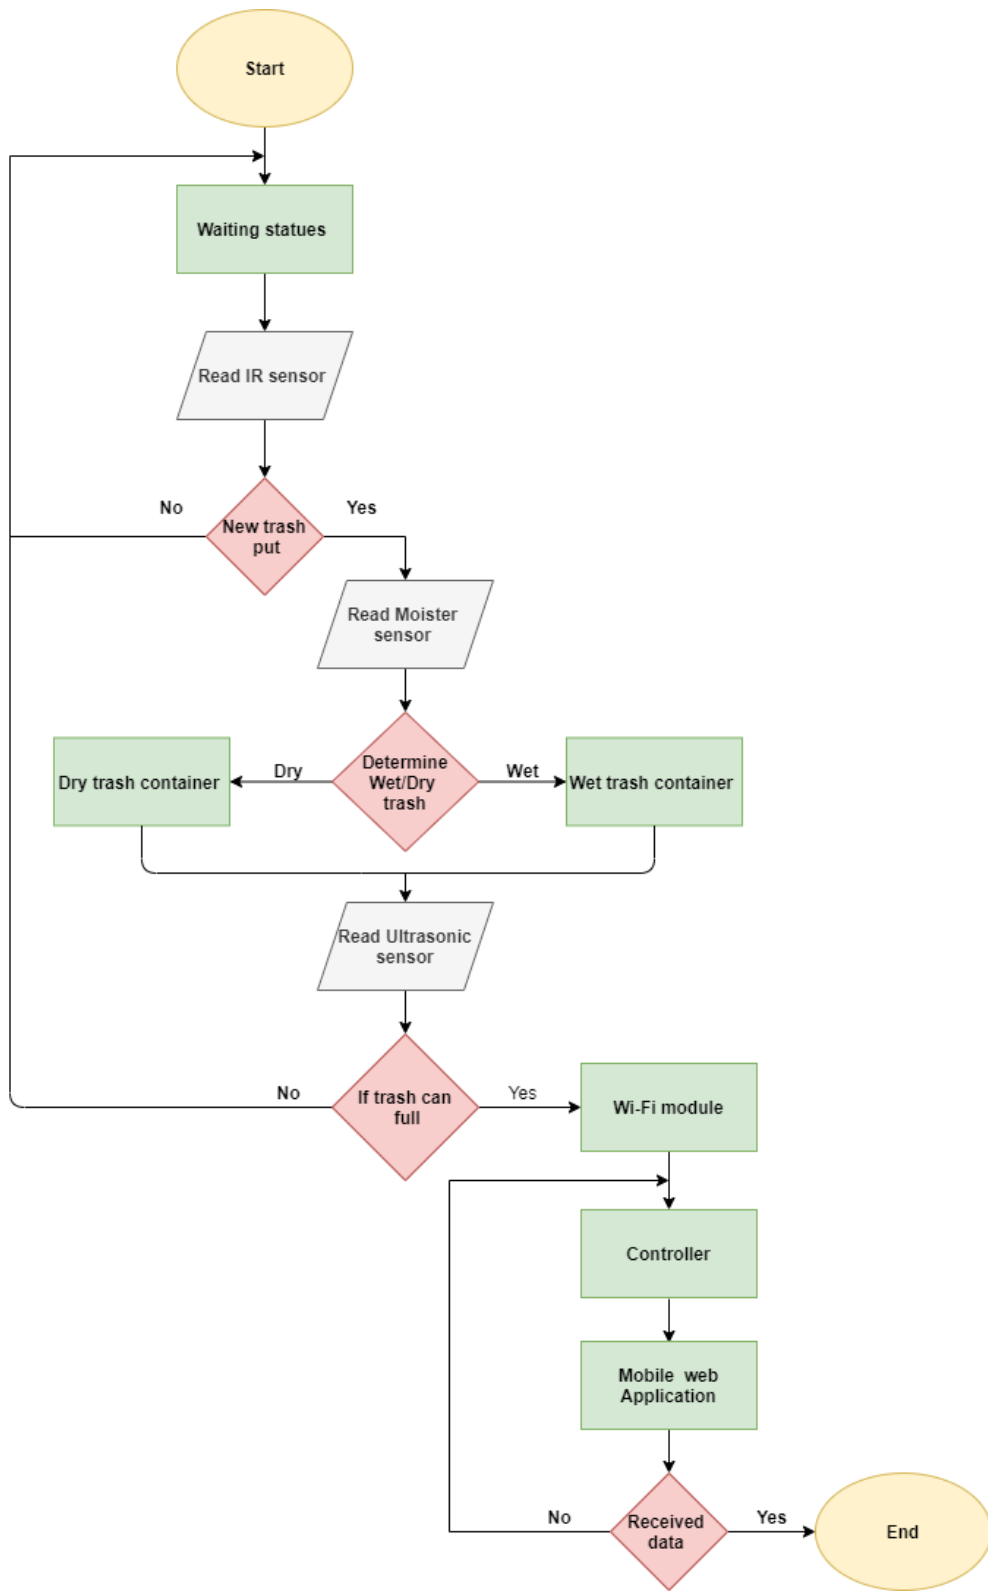 Start
Waiting statues
Read IR sensor
No
Yes
New trash
put
Read Moister
sensor
Dry trash container
Dry
Determine
Wet/Dry
trash
Wet
Wet trash container
Read Ultrasonic
sensor
No
If trash can
full
Yes
Wi-Fi module
Controller
Mobile web
Application
No
Received
data
Yes
End